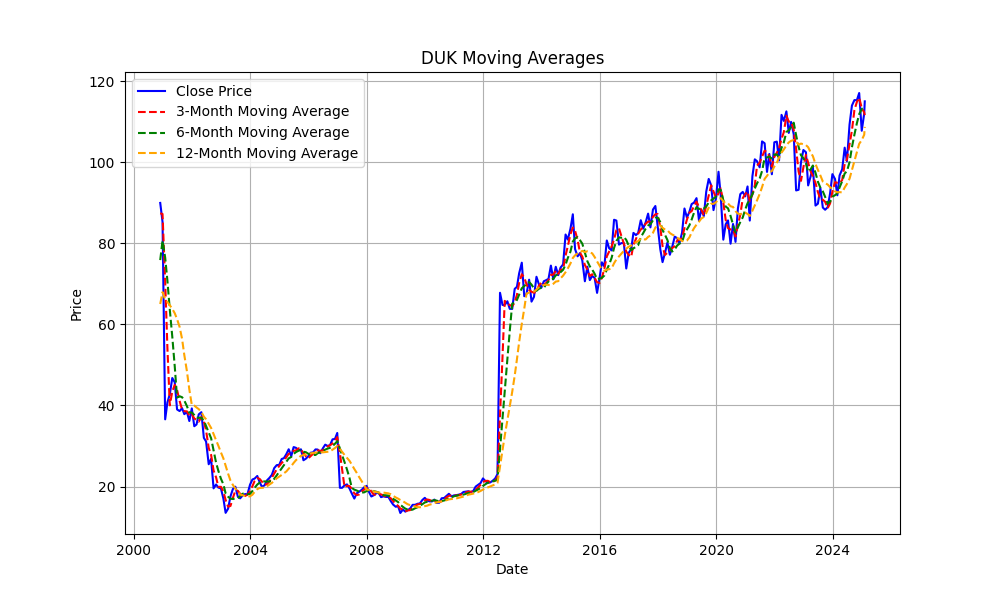 DUK Moving Averages
Close Price
3-Month Moving Average
6-Month Moving Average
12-Month Moving Average
Price
120
100
80
60
40
20
2000 2004 2008 2012 2016 2020 2024
Date